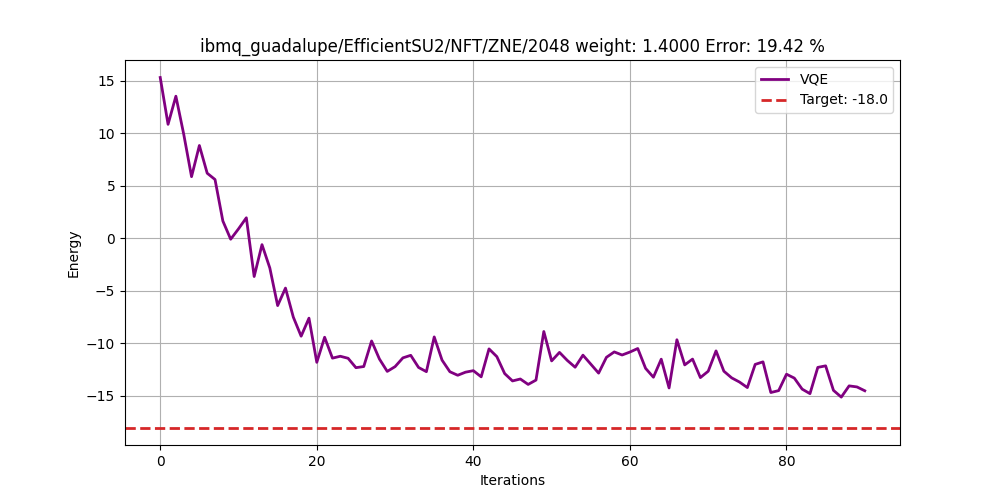 ibmq_guadalupe/EfficientSU2/NFT/ZNE/2048 weight: 1.4000 Error: 19.42 %
VQE
Target: -18.0
15
10
5
0
−5
−10
−15
Energy
0 20 40 60 80
Iterations